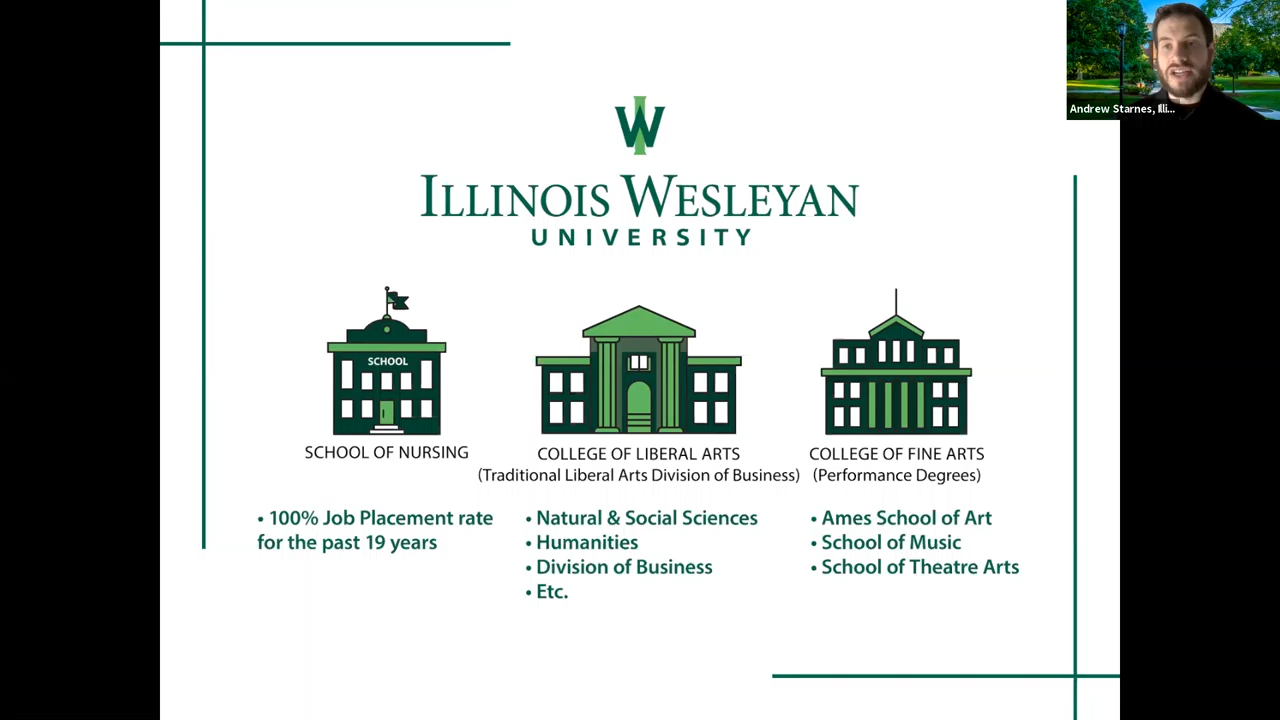 Andrew Starnes, Illi...
IW
ILLINOIS WESLEYAN
UNIVERSITY
SCHOOL
SCHOOL OF NURSING
• 100% Job Placement rate
for the past 19 years
COLLEGE OF LIBERAL ARTS
(Traditional Liberal Arts Division of Business)
• Natural & Social Sciences
• Humanities
• Division of Business
• Etc.
COLLEGE OF FINE ARTS
(Performance Degrees)
• Ames School of Art
• School of Music
• School of Theatre Arts